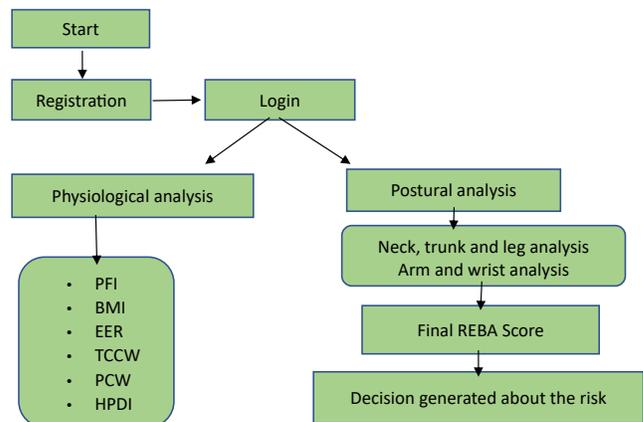 Start
Registration
Login
Physiological analysis
Postural analysis
Neck, trunk and leg analysis
Arm and wrist analysis
• PFI
• BMI
• EER
• TCCW
• PCW
• HPDI
Final REBA Score
Decision generated about the risk